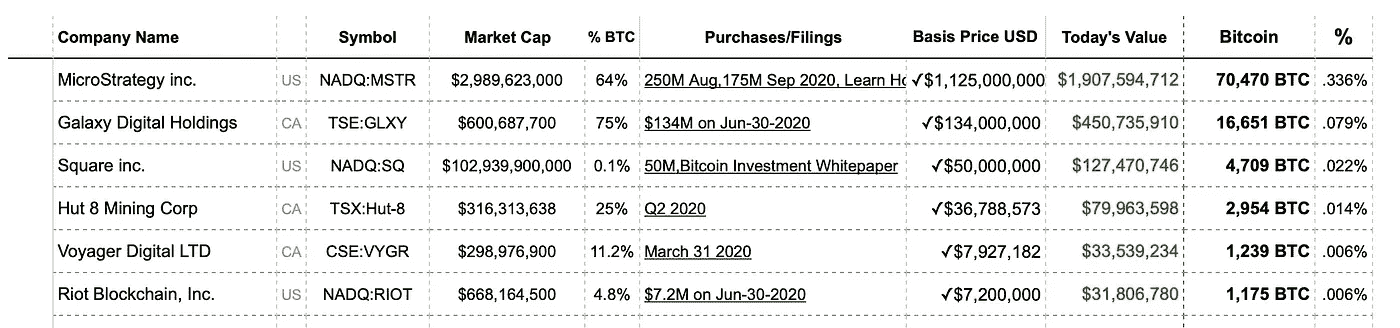 Company Name Symbol Market Cap % BTC Purchases/Filings Basis Price USD Today's Value Bitcoin %
MicroStrategy inc. US NADQ:MSTR $2,989,623,000 64% 250M Aug,175M Sep 2020, Learn Ho ✓$1,125,000,000 $1,907,594,712 70,470 BTC .336%
Galaxy Digital Holdings CA TSE:GLXY $600,687,700 75% $134M on Jun-30-2020 ✓$134,000,000 $450,735,910 16,651 BTC .079%
Square inc. US NADQ:SQ $102,939,900,000 0.1% 50M,Bitcoin Investment Whitepaper ✓$50,000,000 $127,470,746 4,709 BTC .022%
Hut 8 Mining Corp CA TSX:Hut-8 $316,313,638 25% Q2 2020 ✓$36,788,573 $79,963,598 2,954 BTC .014%
Voyager Digital LTD CA CSE:VYGR $298,976,900 11.2% March 31 2020 ✓$7,927,182 $33,539,234 1,239 BTC .006%
Riot Blockchain, Inc. US NADQ:RIOT $668,164,500 4.8% $7.2M on Jun-30-2020 ✓$7,200,000 $31,806,780 1,175 BTC .006%